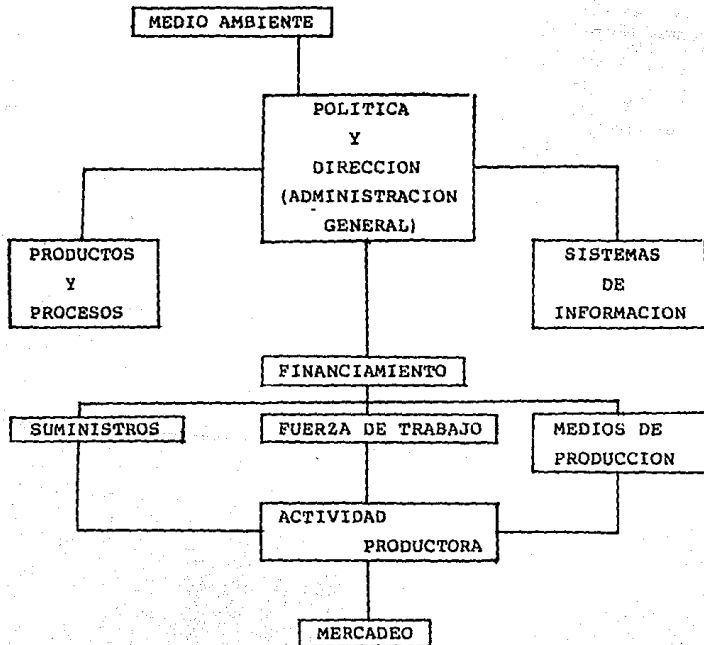 MEDIO AMBIENTE
POLITICA
Y
DIRECCION
(ADMINISTRACION
GENERAL)
PRODUCTOS
Y
PROCESOS
SISTEMAS
DE
INFORMACION
FINANCIAMIENTO
SUMINISTROS
FUERZA DE TRABAJO
MEDIOS DE
PRODUCCION
ACTIVIDAD
PRODUCTORA
MERCADEO